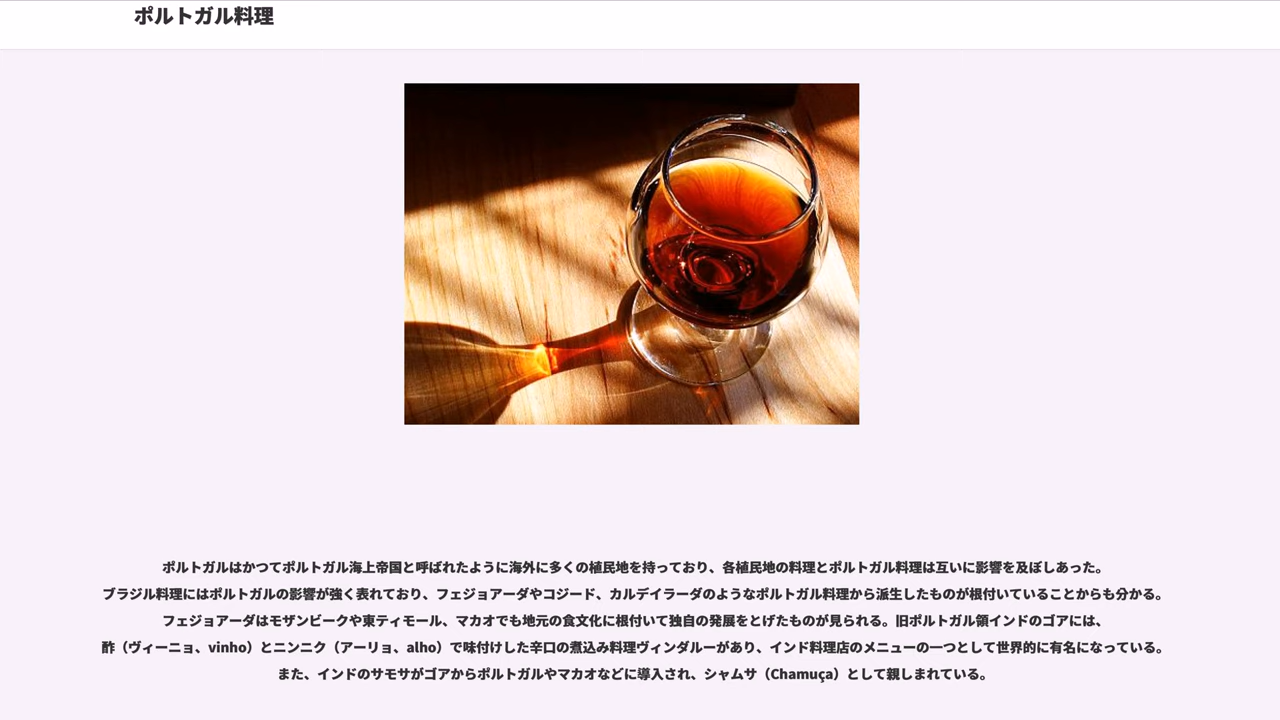 ポルトガル料理
ポルトガルはかつてポルトガル海上帝国と呼ばれたように海外に多くの植民地を持っており、各植民地の料理とポルトガル料理は互いに影響を及ぼしあった。
ブラジル料理にはポルトガルの影響が強く表れており、フェジョアーダやコジード、カルデイラーダのようなポルトガル料理から派生したものが根付いていることからも分かる。
フェジョアーダはモザンビークや東ティモール、マカオでも地元の食文化に根付いて独自の発展をとげたものが見られる。旧ポルトガル領インドのゴアには、
酢（ヴィーニョ、vinho）とニンニク（アーリョ、alho）で味付けした辛口の煮込み料理ヴィンダルーがあり、インド料理店のメニューの一つとして世界的に有名になっている。
また、インドのサモサがゴアからポルトガルやマカオなどに導入され、シャムサ（Chamuça）として親しまれている。